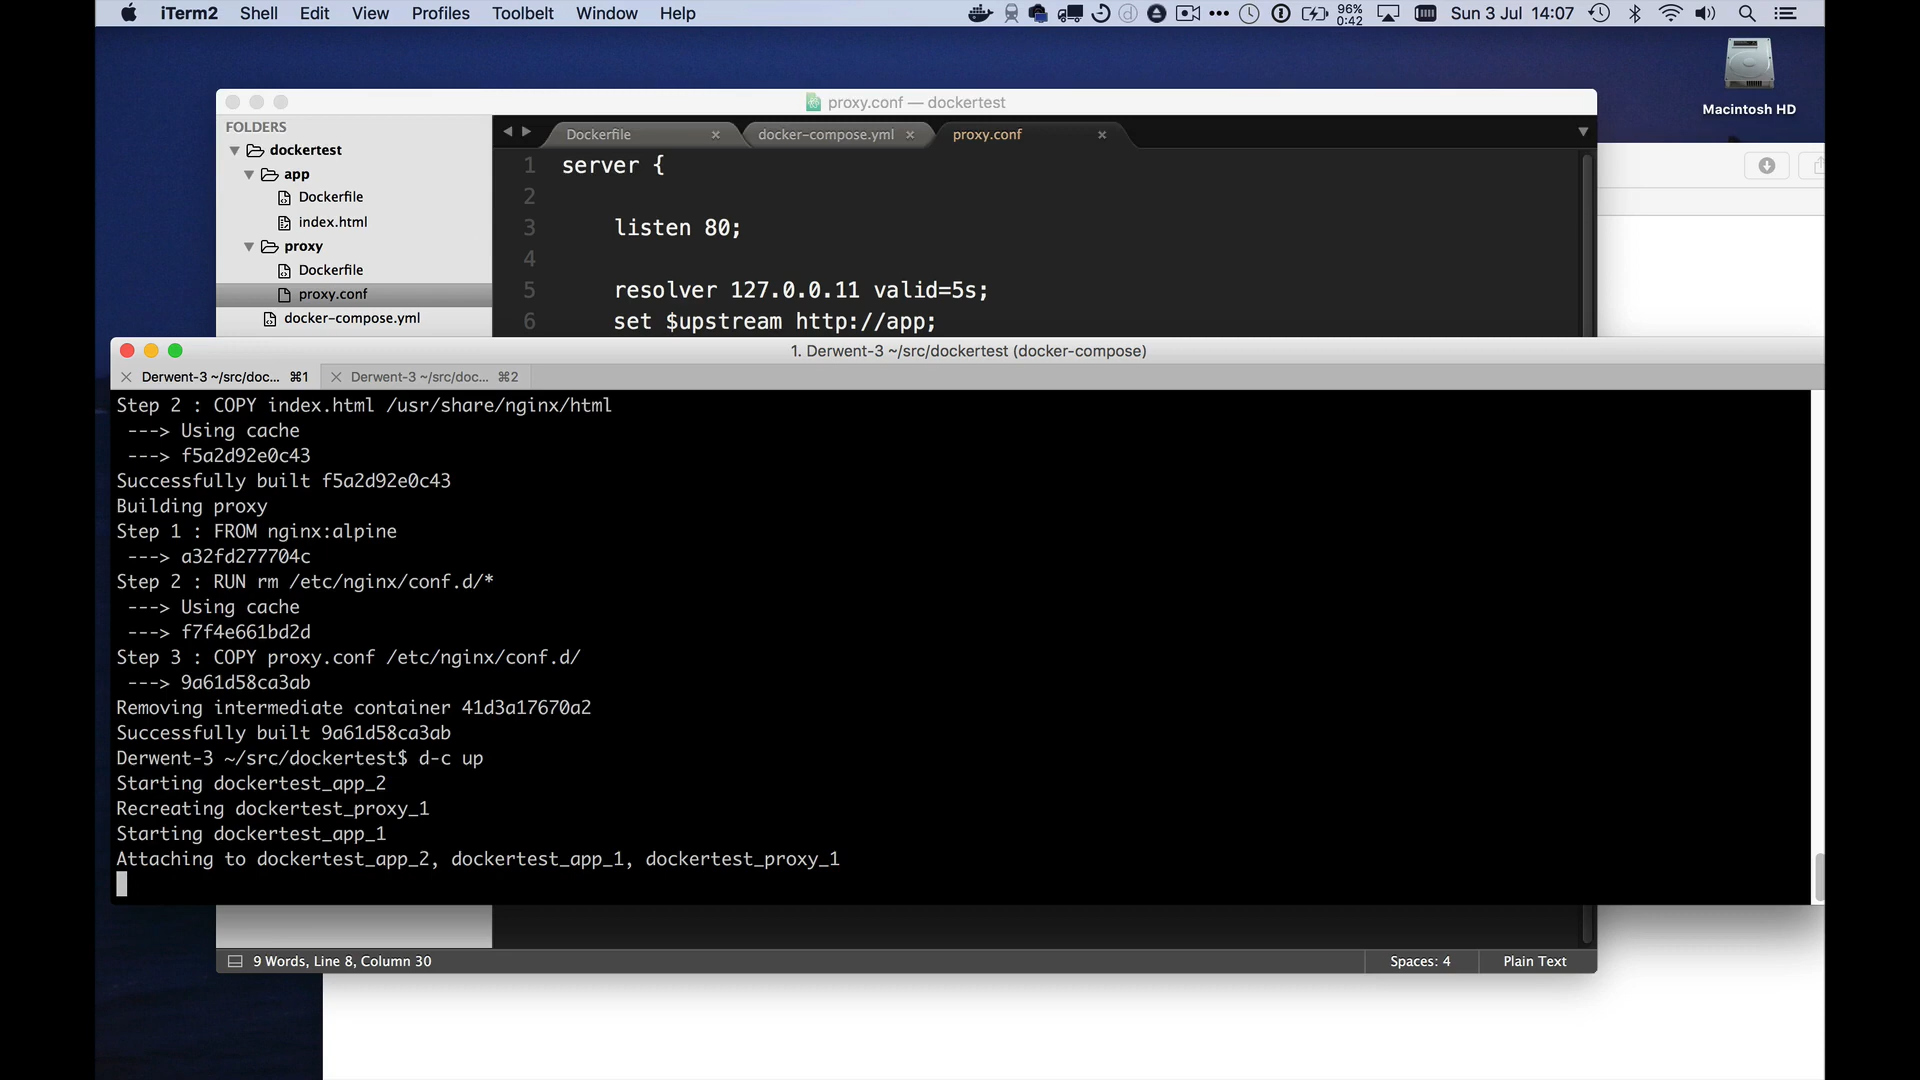 iTerm2 Shell Edit View Profiles Toolbelt Window Help
96%
0:42
Sun 3 Jul 14:07
Macintosh HD
proxy.conf — dockertest
FOLDERS
dockertest
app
Dockerfile
index.html
proxy
Dockerfile
proxy.conf
docker-compose.yml
Dockerfile × docker-compose.yml × proxy.conf ×
1 server {
2
3 listen 80;
4
5 resolver 127.0.0.11 valid=5s;
6 set $upstream http://app;
1. Derwent-3 ~/src/dockertest (docker-compose)
Derwent-3 ~/src/doc... ⌘1 Derwent-3 ~/src/doc... ⌘2
Step 2 : COPY index.html /usr/share/nginx/html
---> Using cache
---> f5a2d92e0c43
Successfully built f5a2d92e0c43
Building proxy
Step 1 : FROM nginx:alpine
---> a32fd277704c
Step 2 : RUN rm /etc/nginx/conf.d/*
---> Using cache
---> f7f4e661bd2d
Step 3 : COPY proxy.conf /etc/nginx/conf.d/
---> 9a61d58ca3ab
Removing intermediate container 41d3a17670a2
Successfully built 9a61d58ca3ab
Derwent-3 ~/src/dockertest$ d-c up
Starting dockertest_app_2
Recreating dockertest_proxy_1
Starting dockertest_app_1
Attaching to dockertest_app_2, dockertest_app_1, dockertest_proxy_1
9 Words, Line 8, Column 30
Spaces: 4
Plain Text